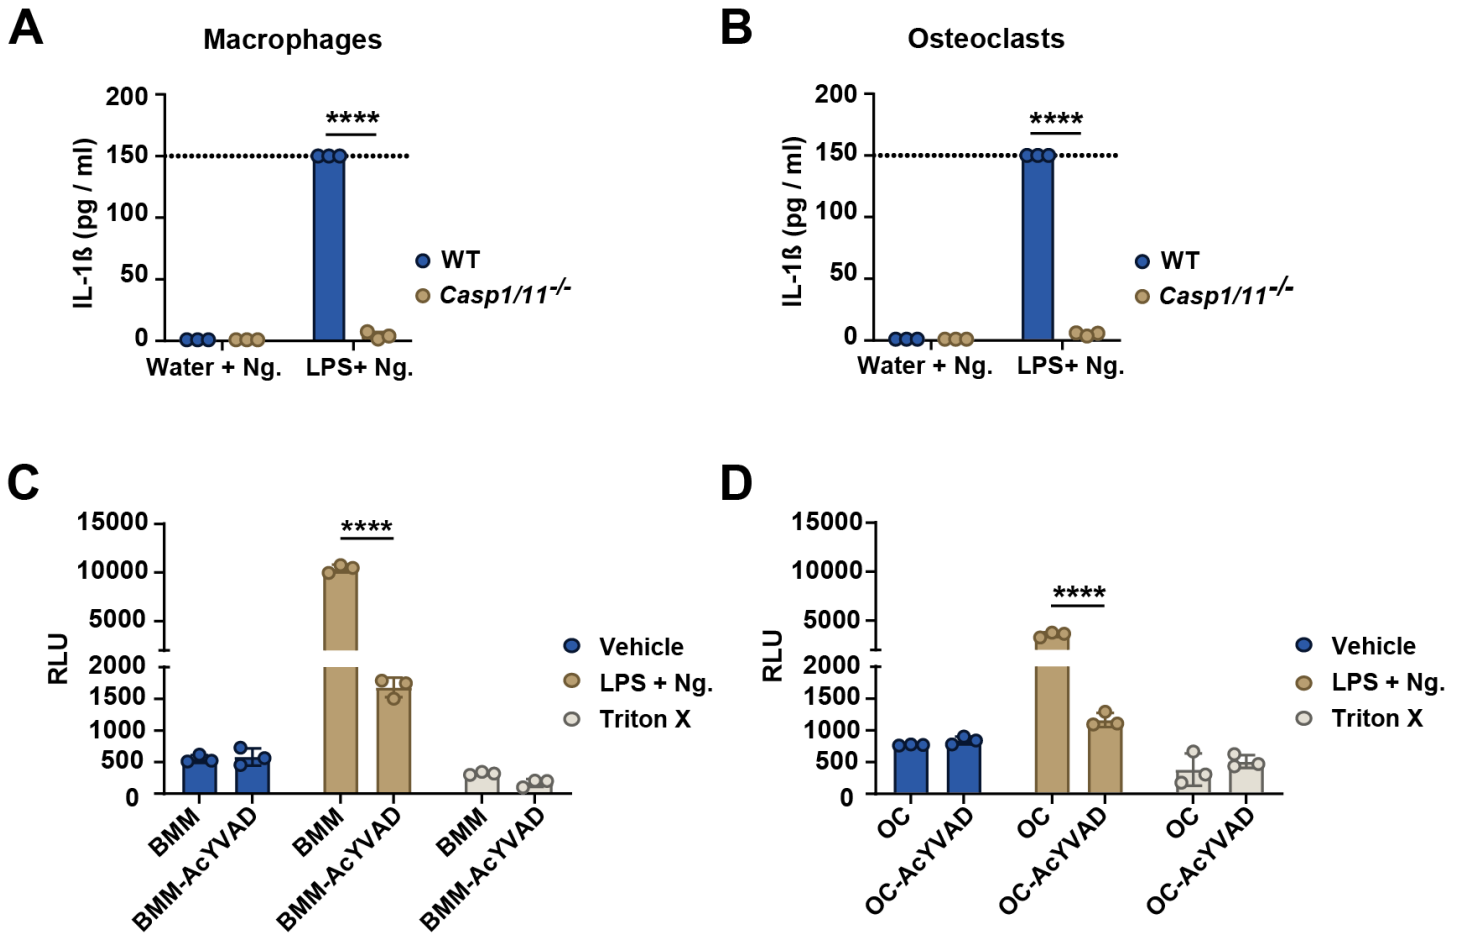 A
Macrophages
200
150
100
50
0
IL-1ß (pg / ml)
****
WT
Casp1/11-/-
Water + Ng.
LPS+ Ng.
B
Osteoclasts
200
150
100
50
0
IL-1ß (pg / ml)
****
WT
Casp1/11-/-
Water + Ng.
LPS+ Ng.
C
15000
10000
5000
2000
1500
1000
500
0
RLU
****
Vehicle
LPS + Ng.
Triton X
BMM
BMM-AcYVAD
BMM
BMM-AcYVAD
BMM
BMM-AcYVAD
D
15000
10000
5000
2000
1500
1000
500
0
RLU
****
Vehicle
LPS + Ng.
Triton X
OC
OC-AcYVAD
OC
OC-AcYVAD
OC
OC-AcYVAD